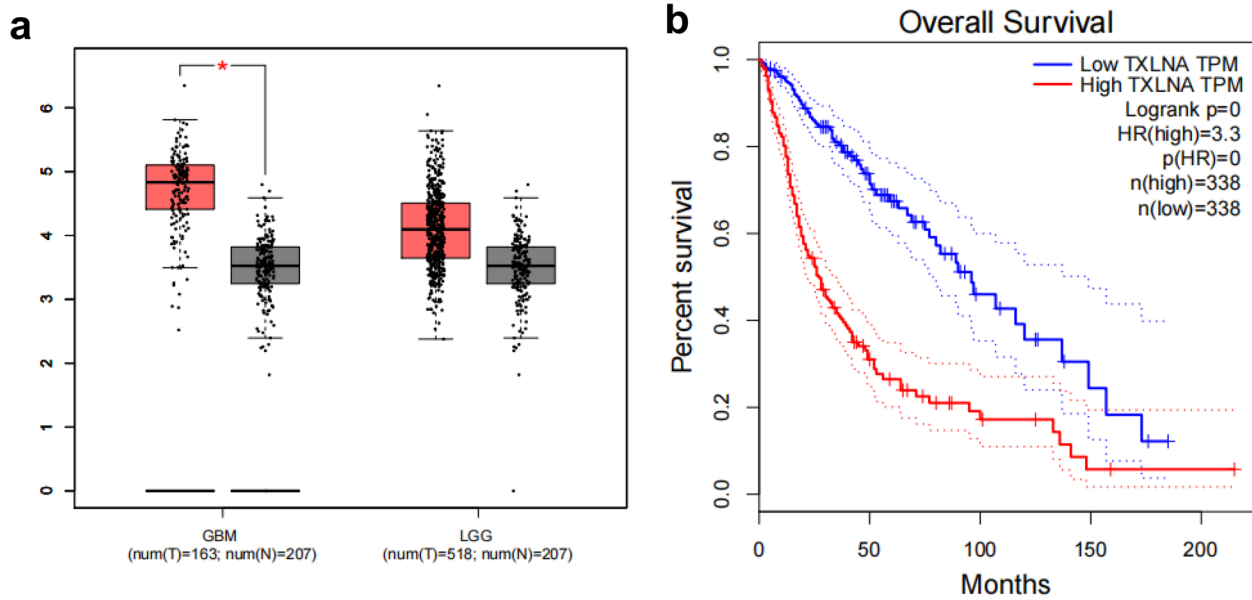 a
*
6
5
4
3
2
1
0
GBM
(num(T)=163; num(N)=207)
LGG
(num(T)=518; num(N)=207)
b
Overall Survival
Low TXLNA TPM
High TXLNA TPM
Logrank p=0
HR(high)=3.3
p(HR)=0
n(high)=338
n(low)=338
Percent survival
1.0
0.8
0.6
0.4
0.2
0.0
0 50 100 150 200
Months